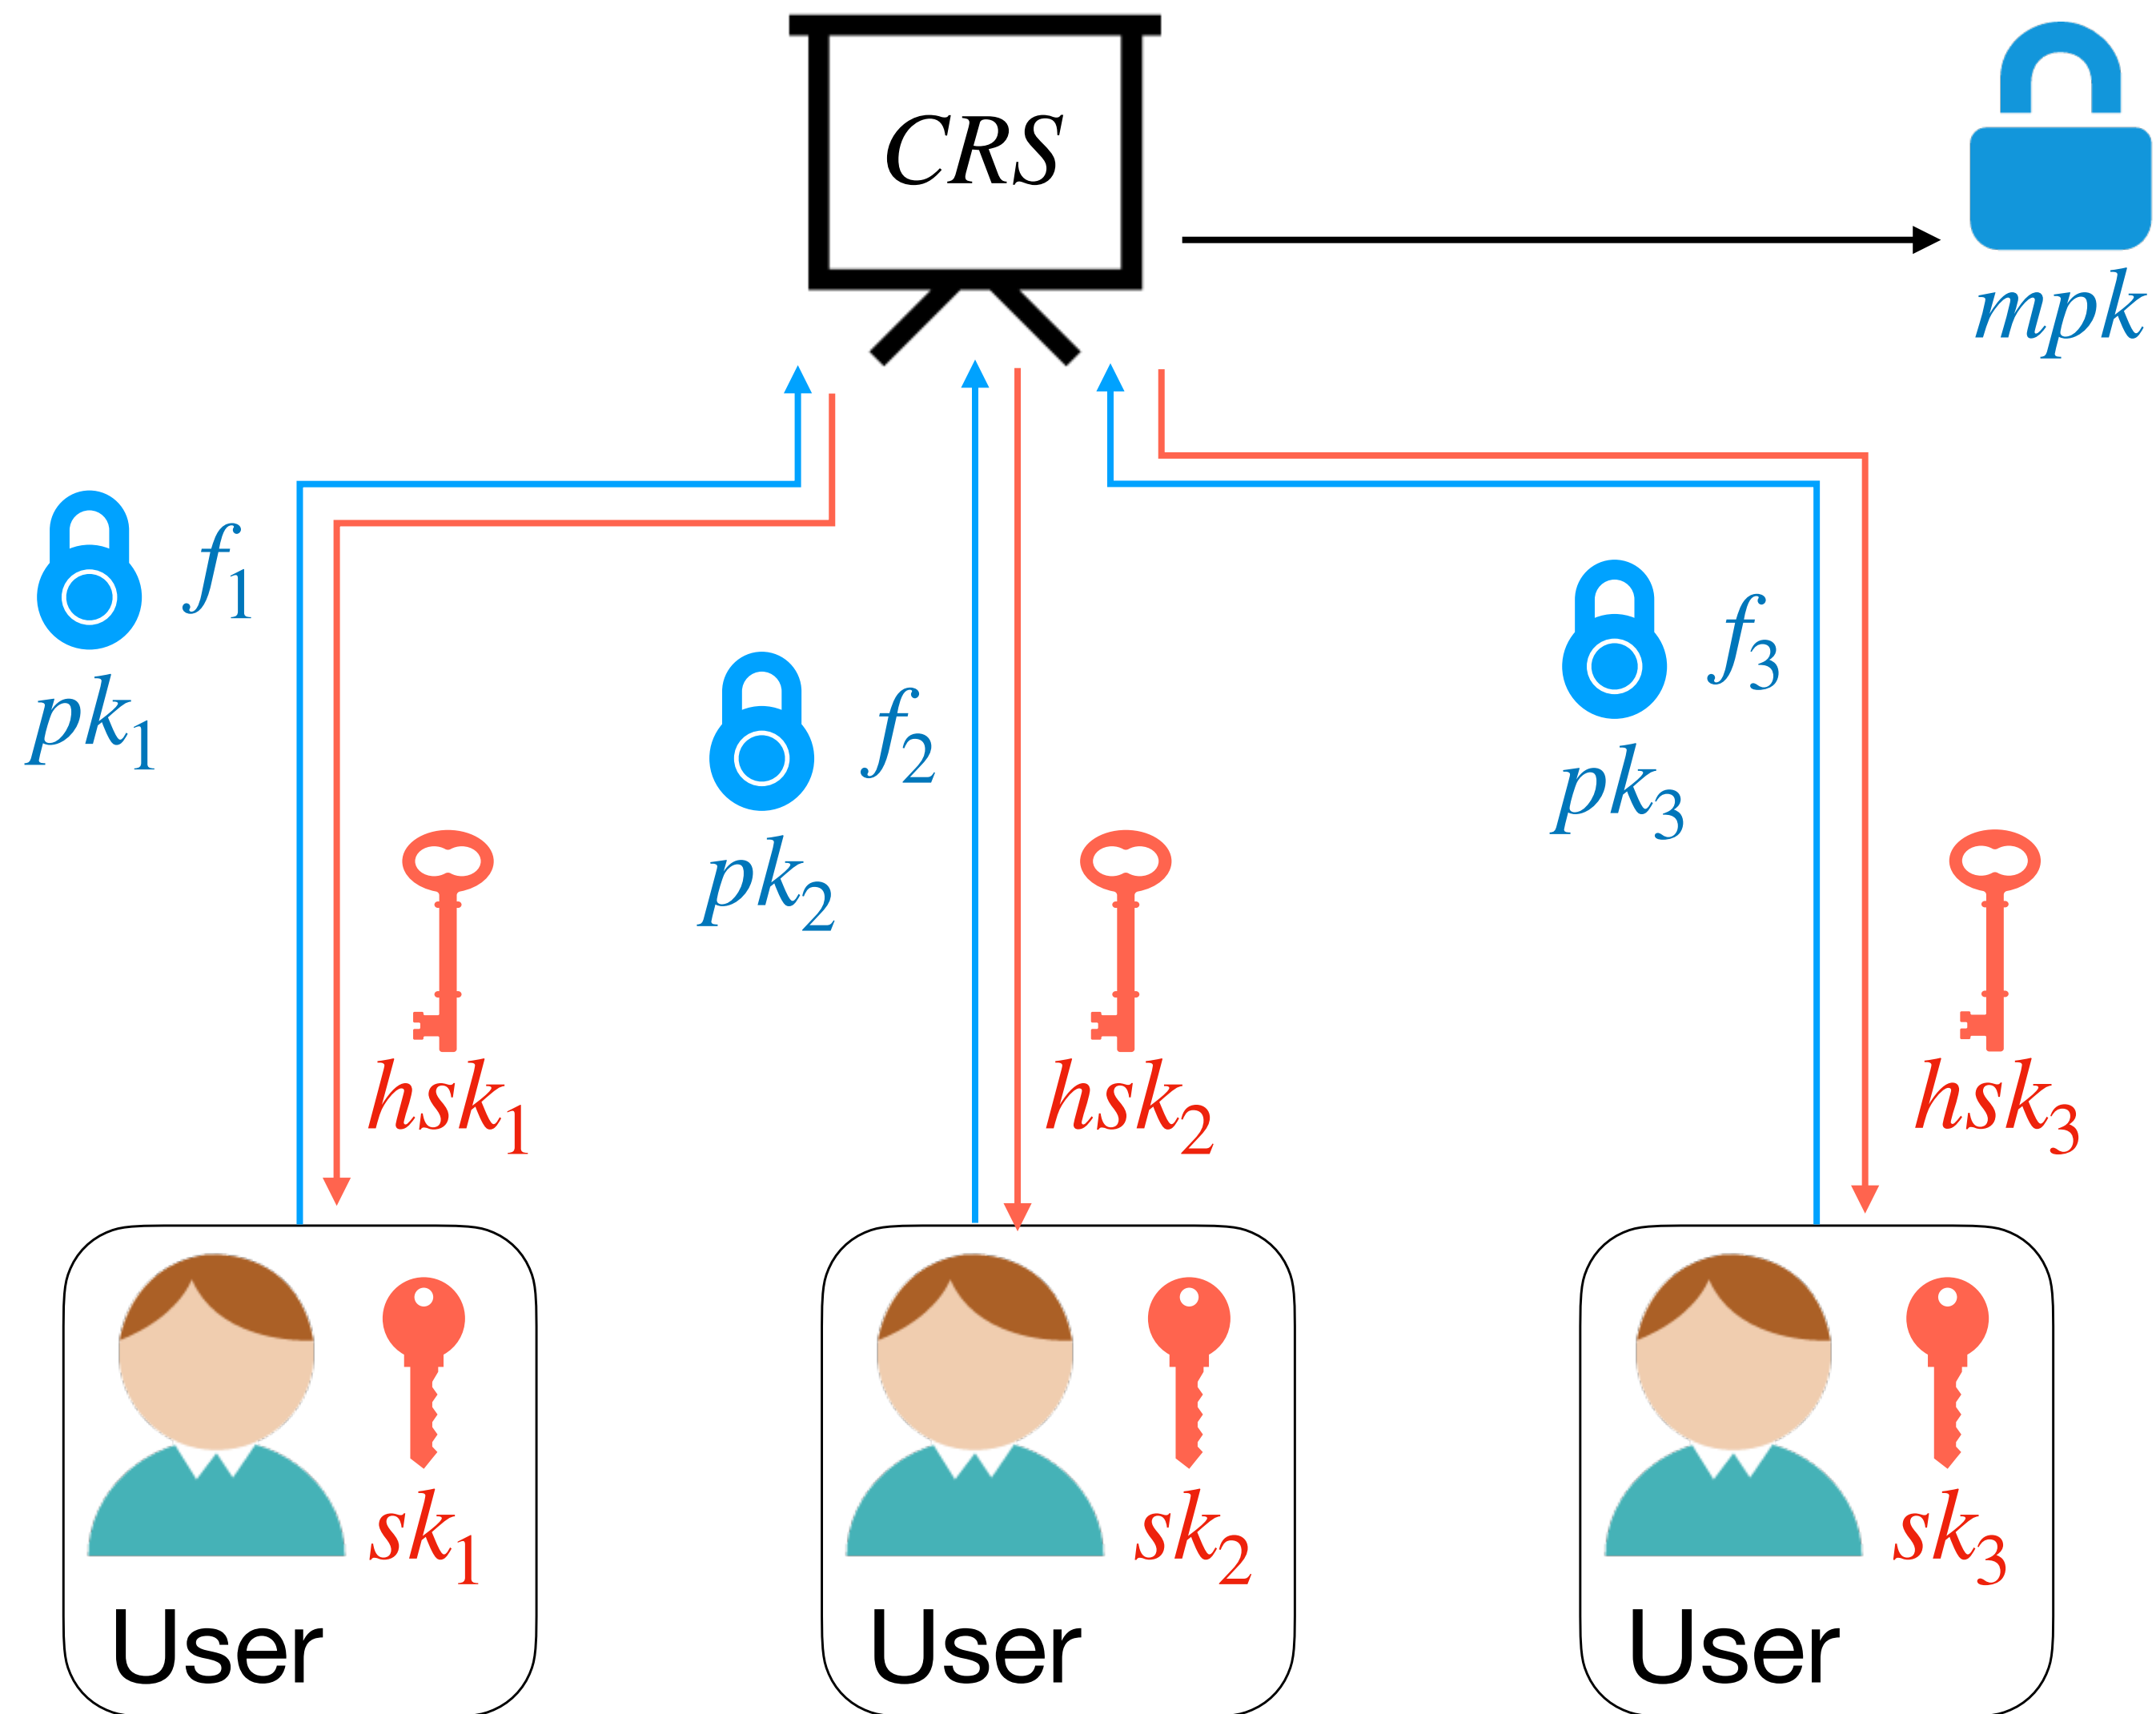 CRS
mpk
f₁
pk₁
f₂
pk₂
f₃
pk₃
hsk₁
hsk₂
hsk₃
sk₁
sk₂
sk₃
User
User
User